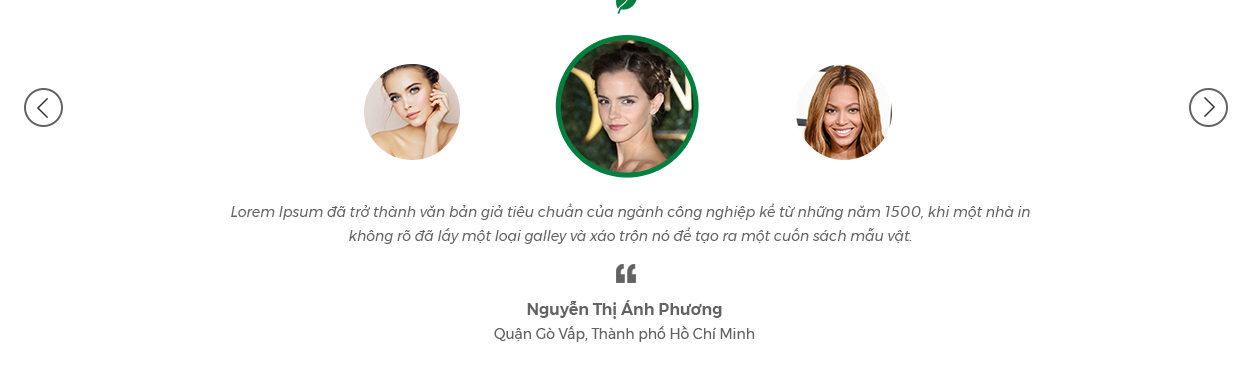 Lorem Ipsum đã trở thành văn bản giả tiêu chuẩn của ngành công nghiệp kể từ những năm 1500, khi một nhà in
không rõ đã lấy một loại galley và xáo trộn nó để tạo ra một cuốn sách mẫu vật.
❝
Nguyễn Thị Ánh Phương
Quận Gò Vấp, Thành phố Hồ Chí Minh